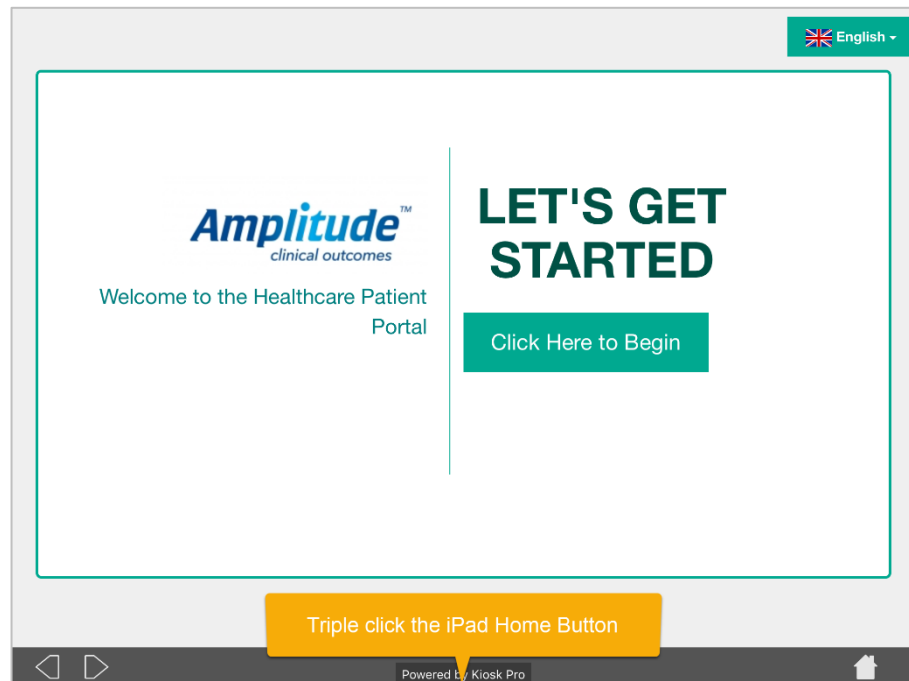 English
Amplitude™
clinical outcomes
Welcome to the Healthcare Patient
Portal
LET'S GET
STARTED
Click Here to Begin
Triple click the iPad Home Button
Powered by Kiosk Pro